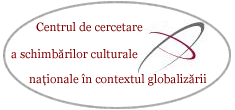 Centrul de cercetare
a schimbărilor culturale
naționale în contextul globalizării